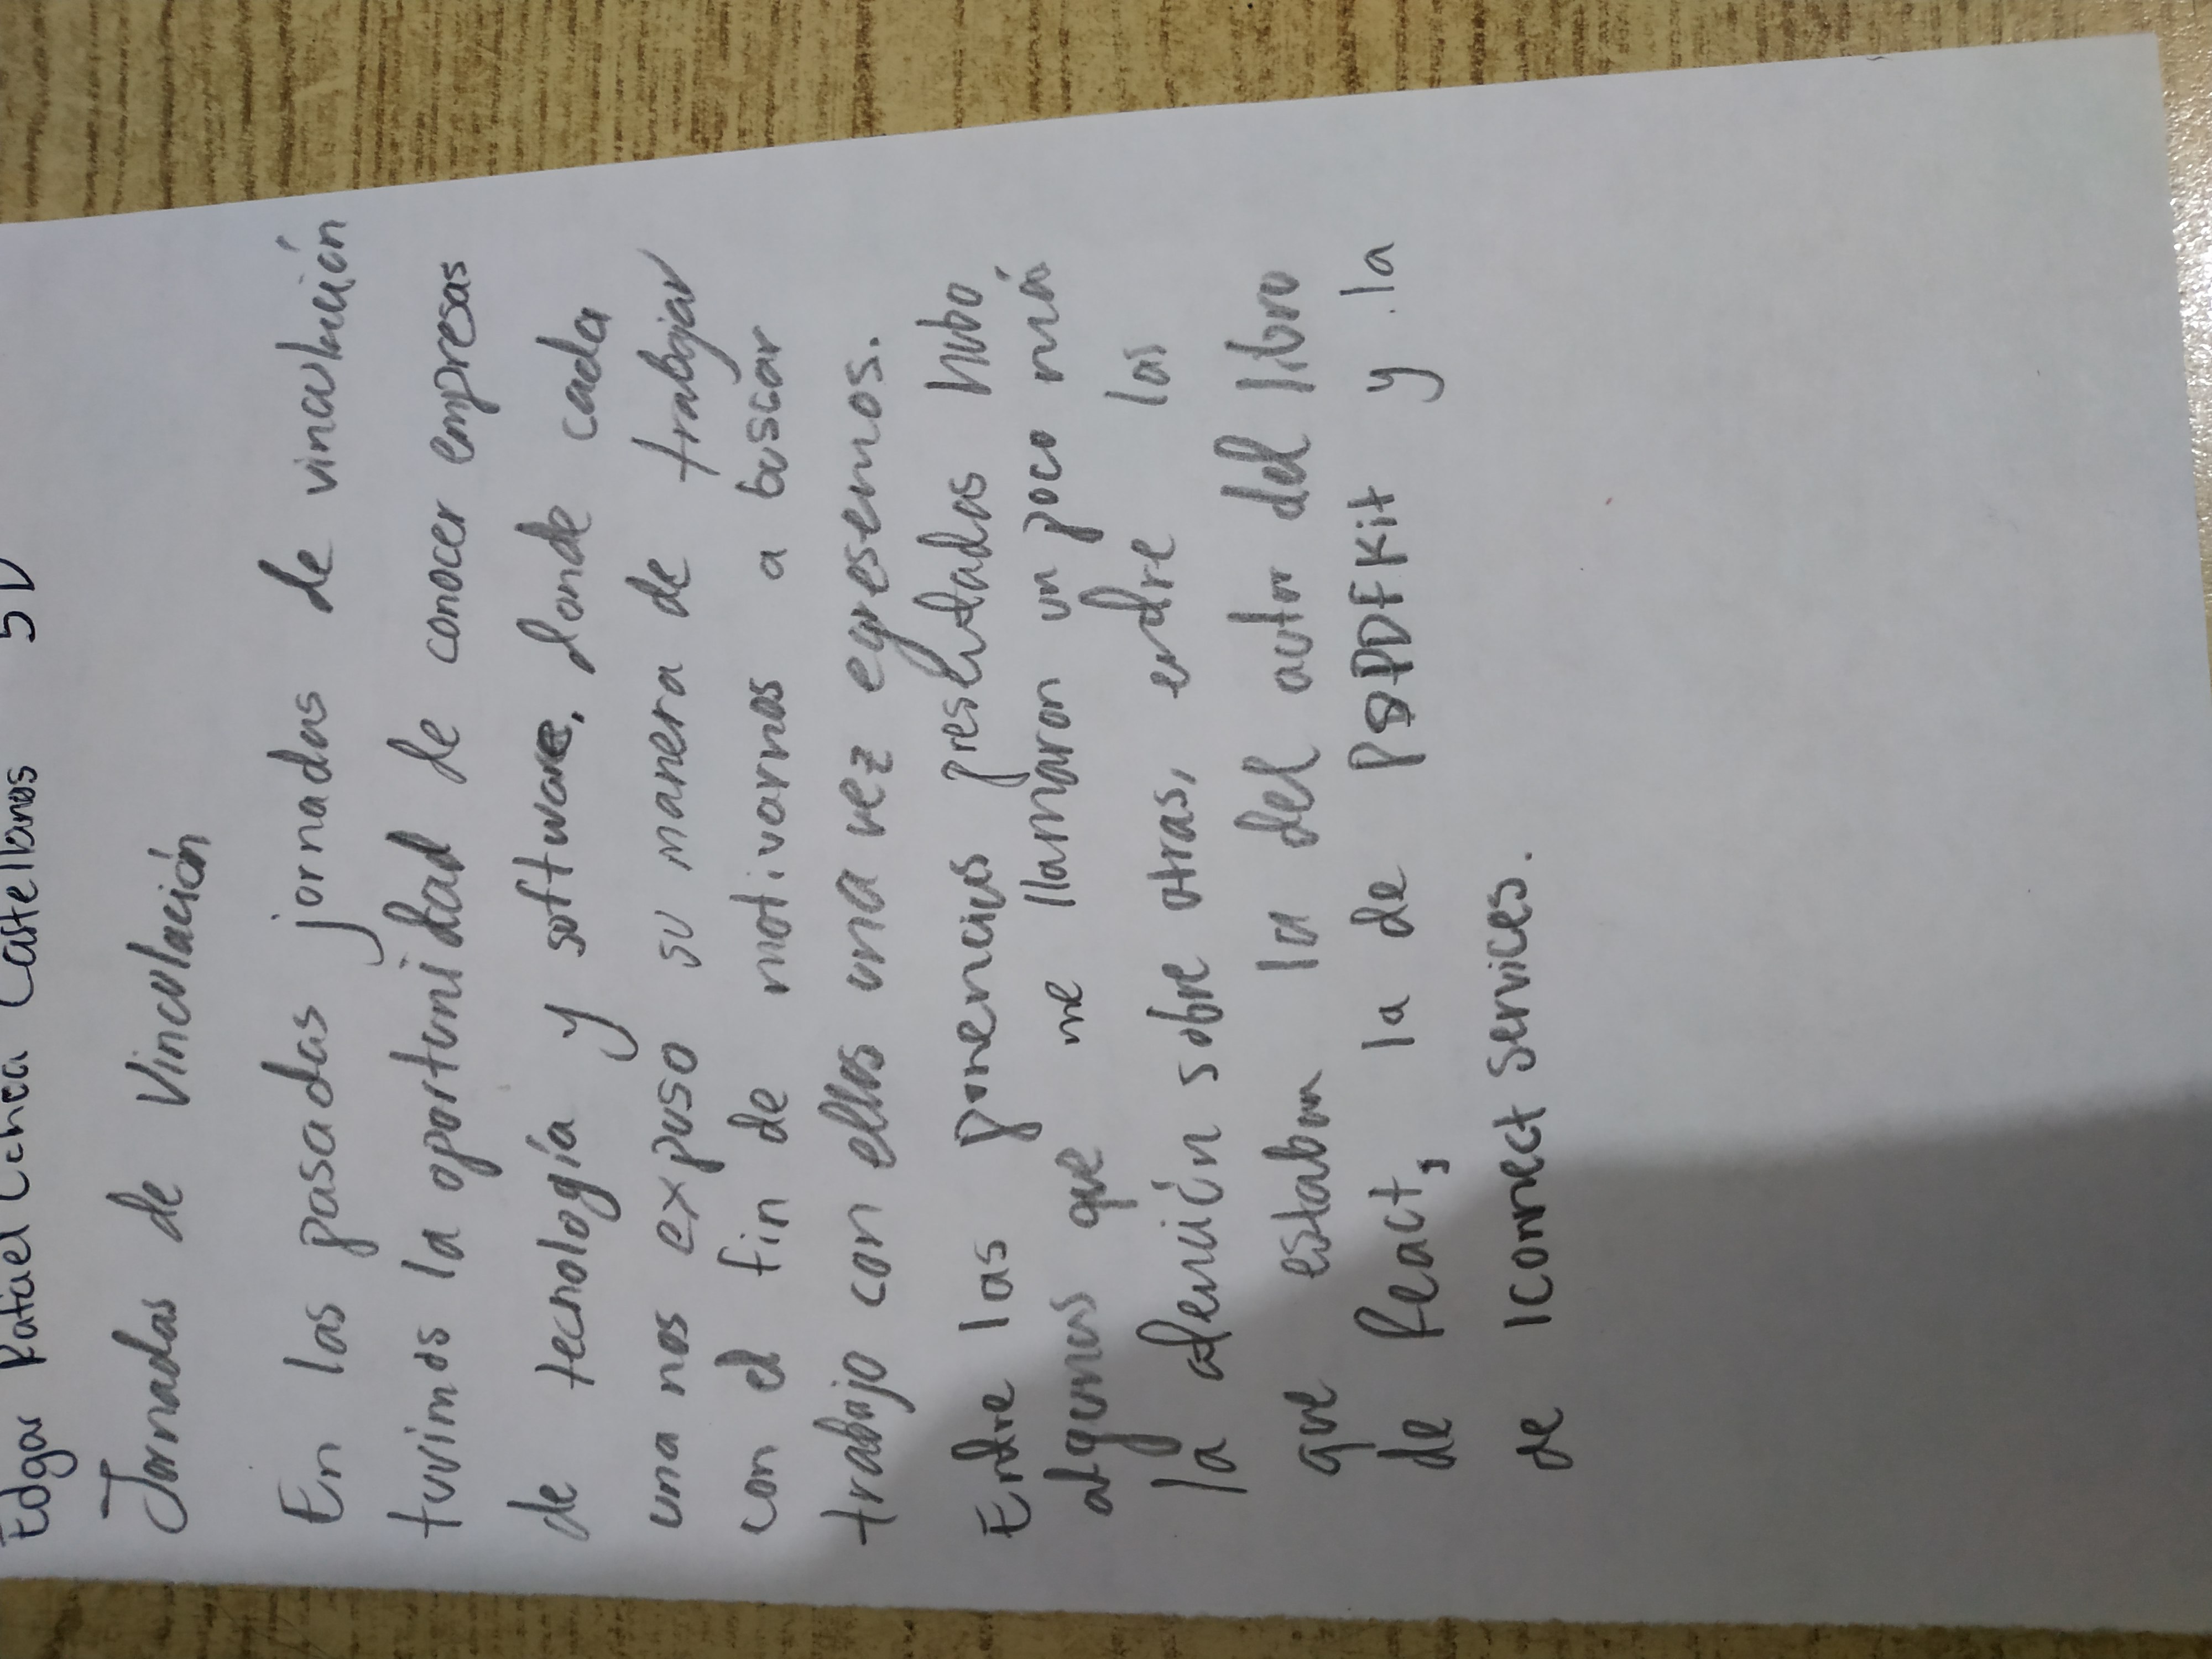 Edgar Rafael Ochoa Castellanos 5D
Jornadas de Vinculación
En las pasadas jornadas de vinculación
tuvimos la oportunidad de conocer empresas
de tecnología y software, donde cada
una nos expuso su manera de trabajar
con el fin de motivarnos a buscar
trabajo con ellos una vez egresemos.
Entre las ponencias presentadas hubo
algunas que me llamaron un poco más
la atención sobre otras, entre las
que estaban la del autor del libro
de React, la de PSPDFKit y la
de IConnect Services.